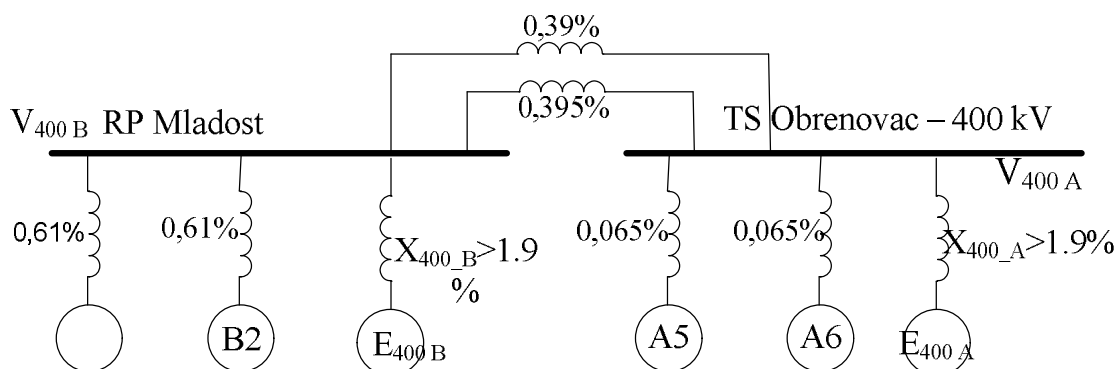 0,39%
0,395%
V400 B RP Mladost
TS Obrenovac – 400 kV
V400 A
0,61%
0,61%
X400_B>1.9
%
0,065%
0,065%
X400_A>1.9%
B2
E400 B
A5
A6
E400 A